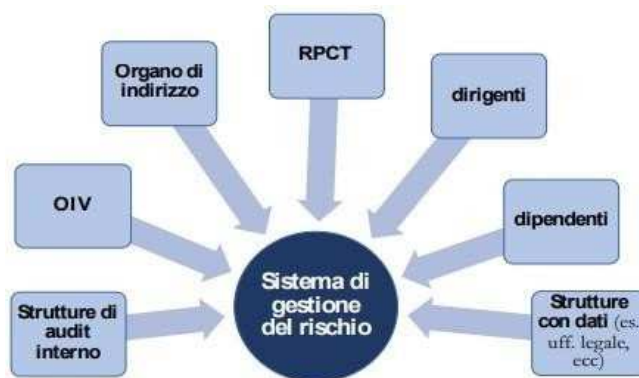 RPCT
Organo di
indirizzo
dirigenti
OIV
dipendenti
Sistema di
gestione
del rischio
Strutture di
audit
interno
Strutture
con dati (es.
uff. legale,
ecc)